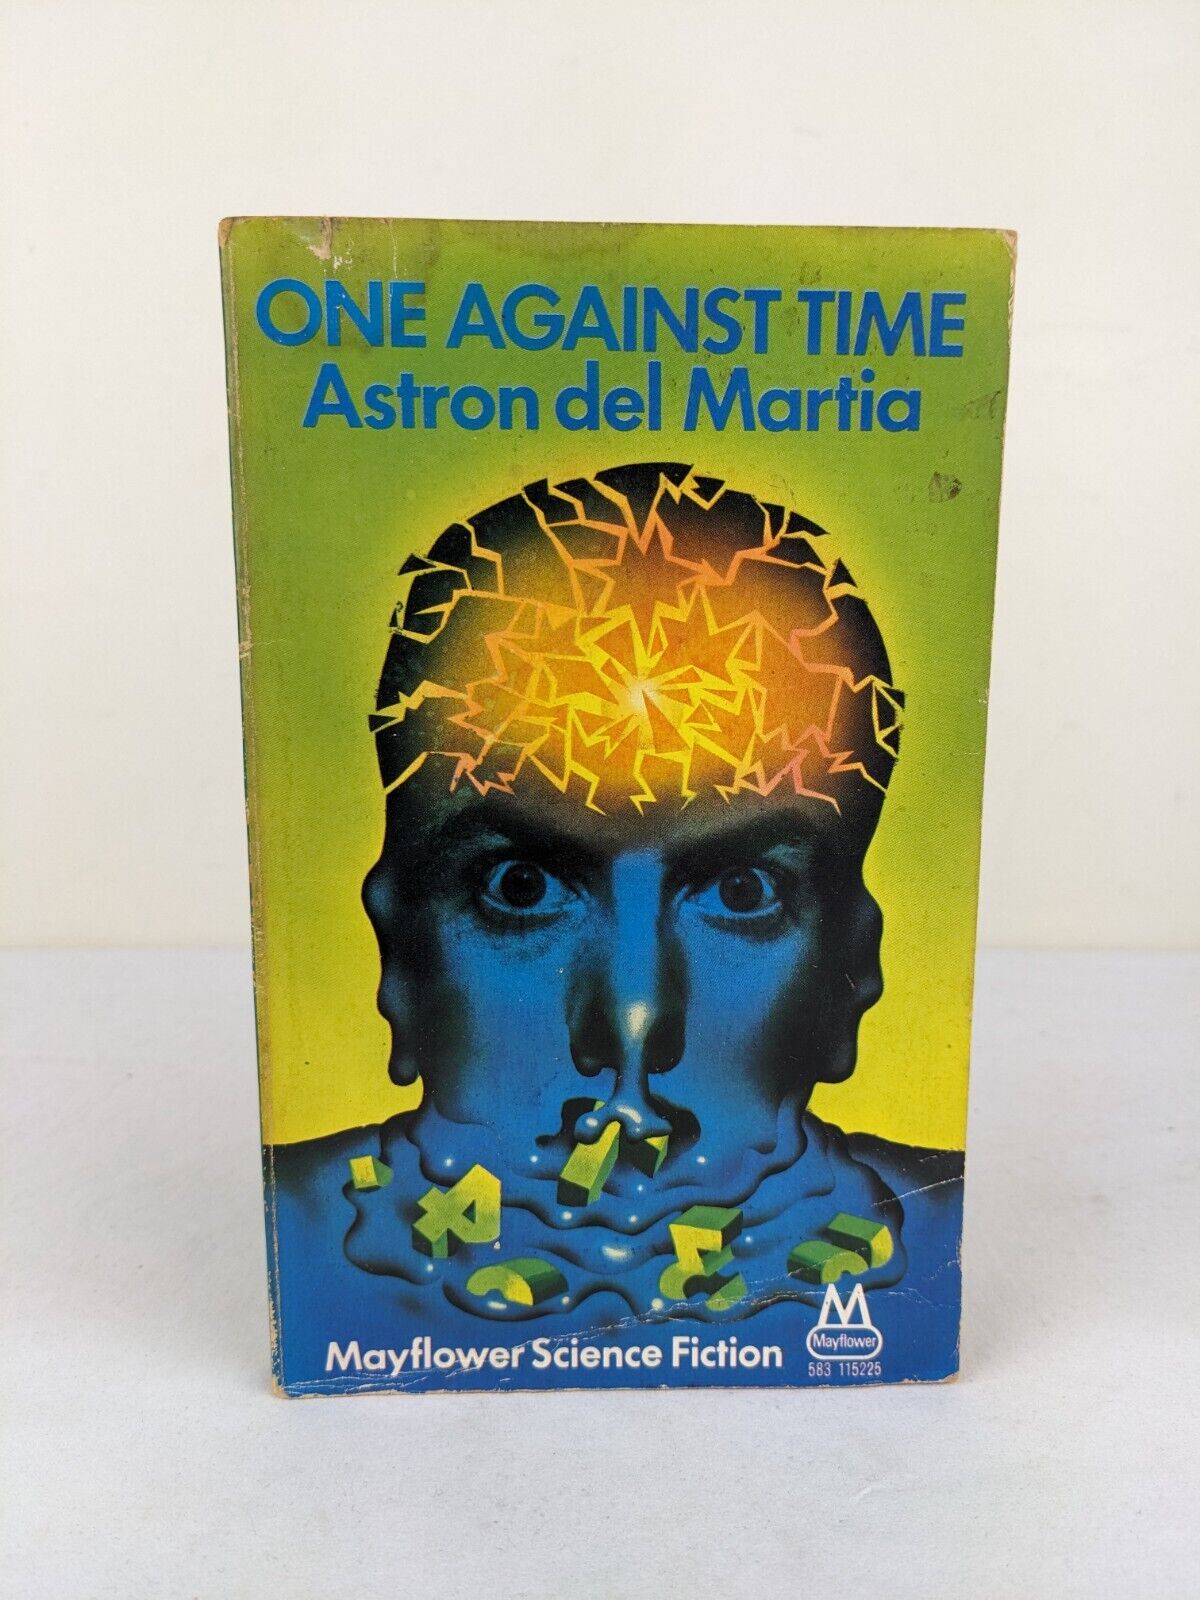 ONE AGAINST TIME
Astron del Martia
Mayflower Science Fiction
M
Mayflower
583 115225